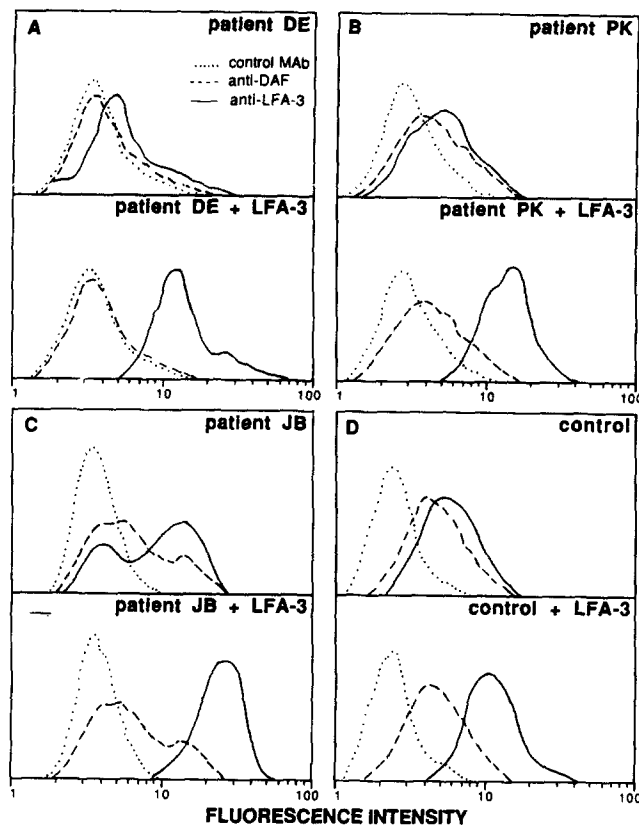 A patient DE
control MAb
anti-DAF
anti-LFA-3
patient DE + LFA-3
1 10 100
B patient PK
patient PK + LFA-3
1 10 100
C patient JB
patient JB + LFA-3
1 10 100
D control
control + LFA-3
1 10 100
FLUORESCENCE INTENSITY